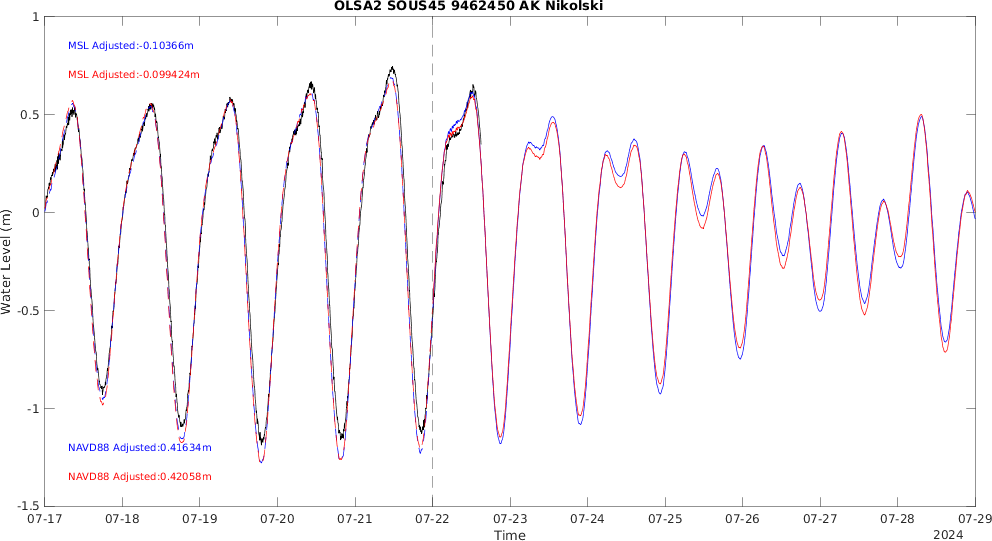 OLSA2 SOUS45 9462450 AK Nikolski
1
MSL Adjusted:-0.10366m
MSL Adjusted:-0.099424m
0.5
0
Water Level (m)
-0.5
-1
NAVD88 Adjusted:0.41634m
NAVD88 Adjusted:0.42058m
-1.5
07-17 07-18 07-19 07-20 07-21 07-22 07-23 07-24 07-25 07-26 07-27 07-28 07-29
Time
2024